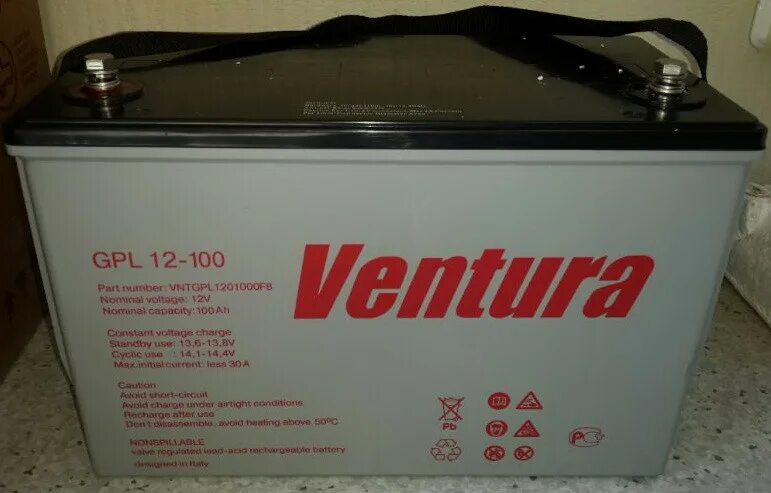 Ventura
GPL 12-100
Part number: VNTGPL1201000F8
Nominal voltage: 12V
Nominal capacity: 100Ah
Constant voltage charge
Standby use: 13,6-13,8V
Cyclic use : 14,1-14,4V
Max.initial current: less 30A
Caution
Avoid short-circuit
Avoid charge under airtight conditions
Recharge after use
Don't disassemble, avoid heating above 50ºC
NONSPILLABLE
valve regulated lead-acid rechargeable battery
designed in Italy
Pb